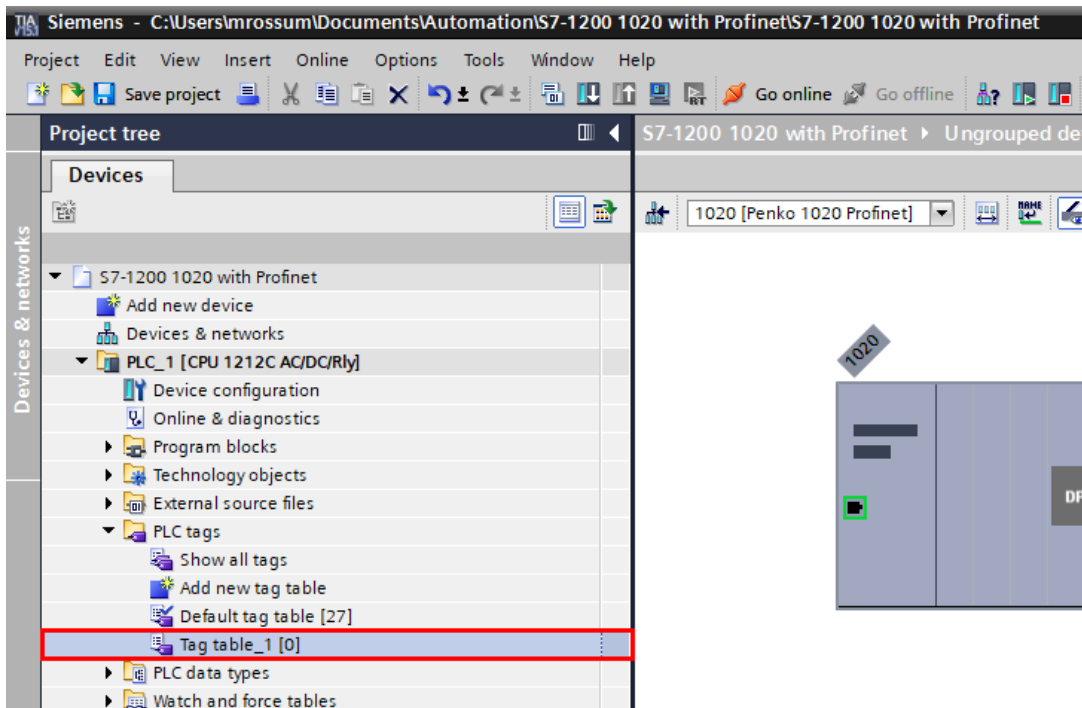 Siemens - C:\Users\mrossum\Documents\Automation\S7-1200 1020 with Profinet\S7-1200 1020 with Profinet
Project Edit View Insert Online Options Tools Window Help
Save project Go online Go offline
Project tree
S7-1200 1020 with Profinet Ungrouped de
Devices
1020 [Penko 1020 Profinet]
Devices & networks
S7-1200 1020 with Profinet
Add new device
Devices & networks
PLC_1 [CPU 1212C AC/DC/Rly]
Device configuration
Online & diagnostics
Program blocks
Technology objects
External source files
PLC tags
Show all tags
Add new tag table
Default tag table [27]
Tag table_1 [0]
PLC data types
Watch and force tables
1020
DP